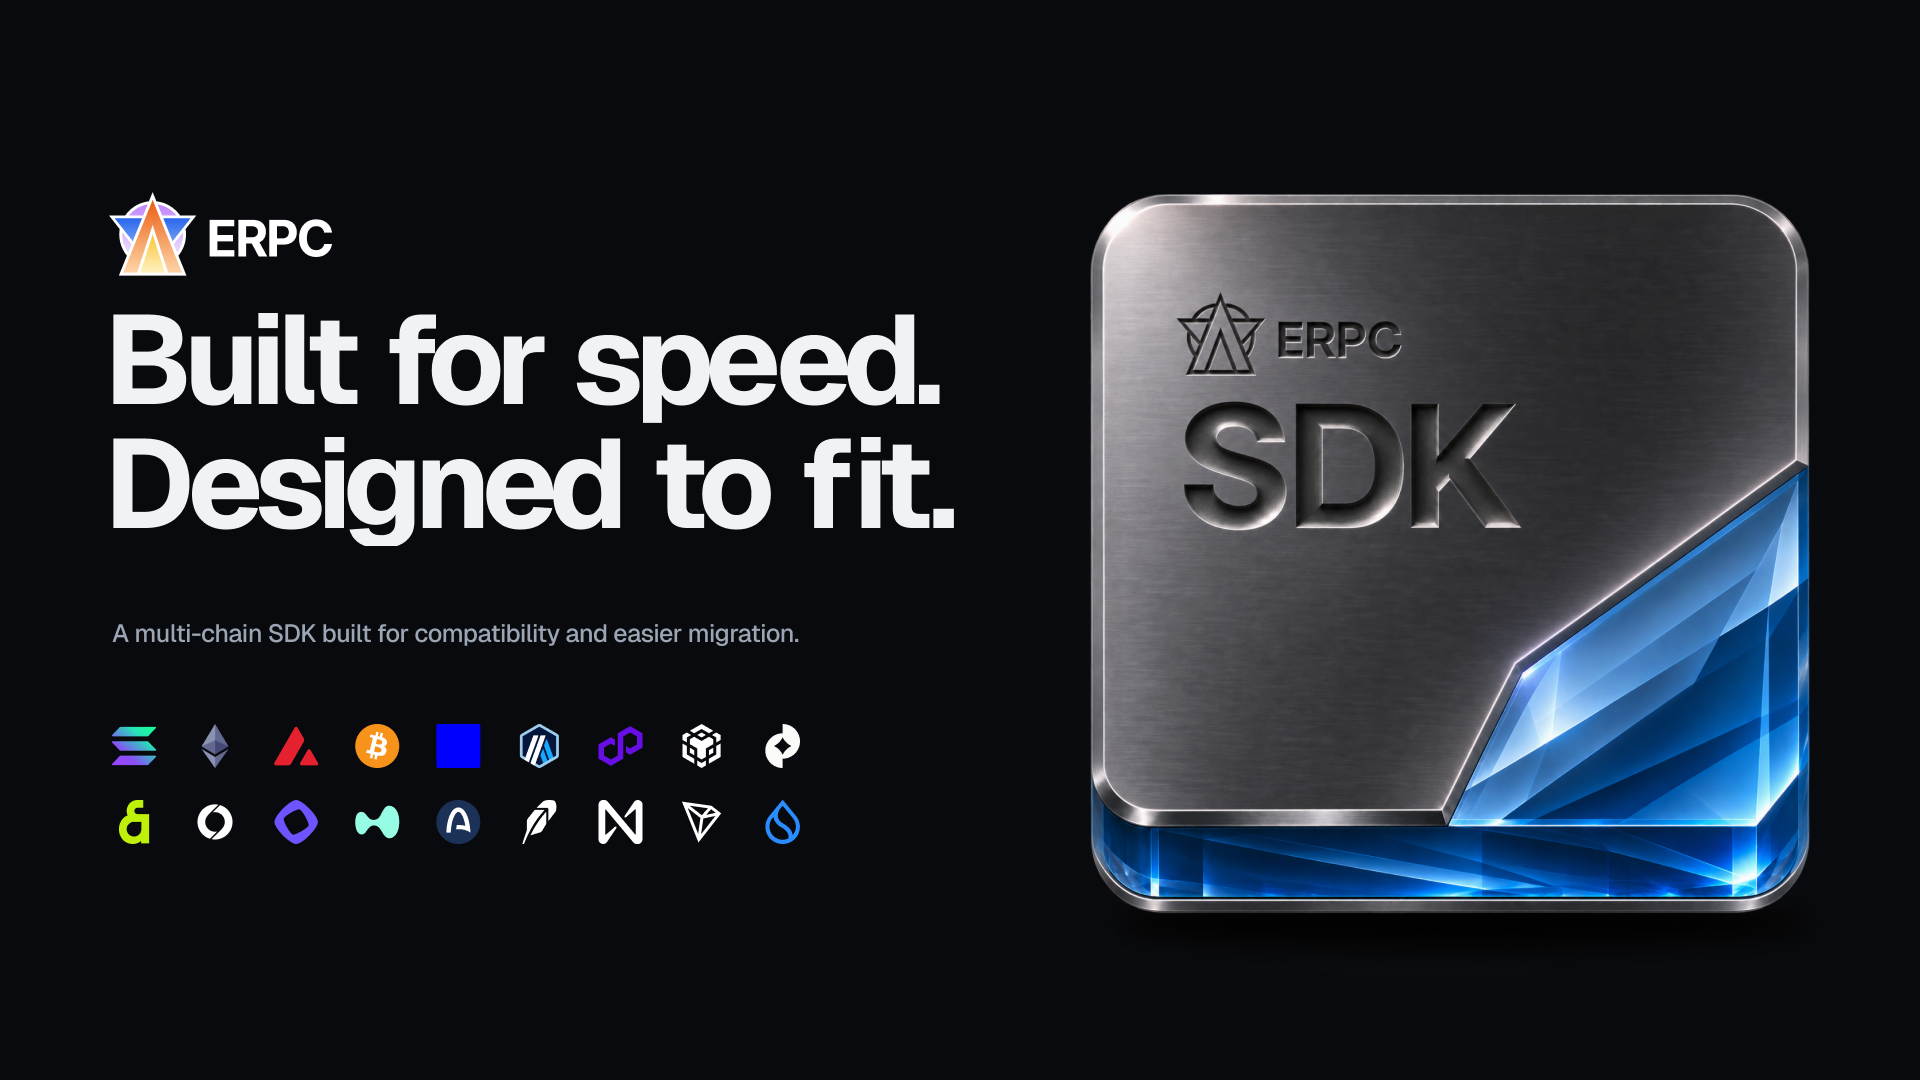 ERPC
Built for speed.
Designed to fit.
A multi-chain SDK built for compatibility and easier migration.
ERPC
SDK